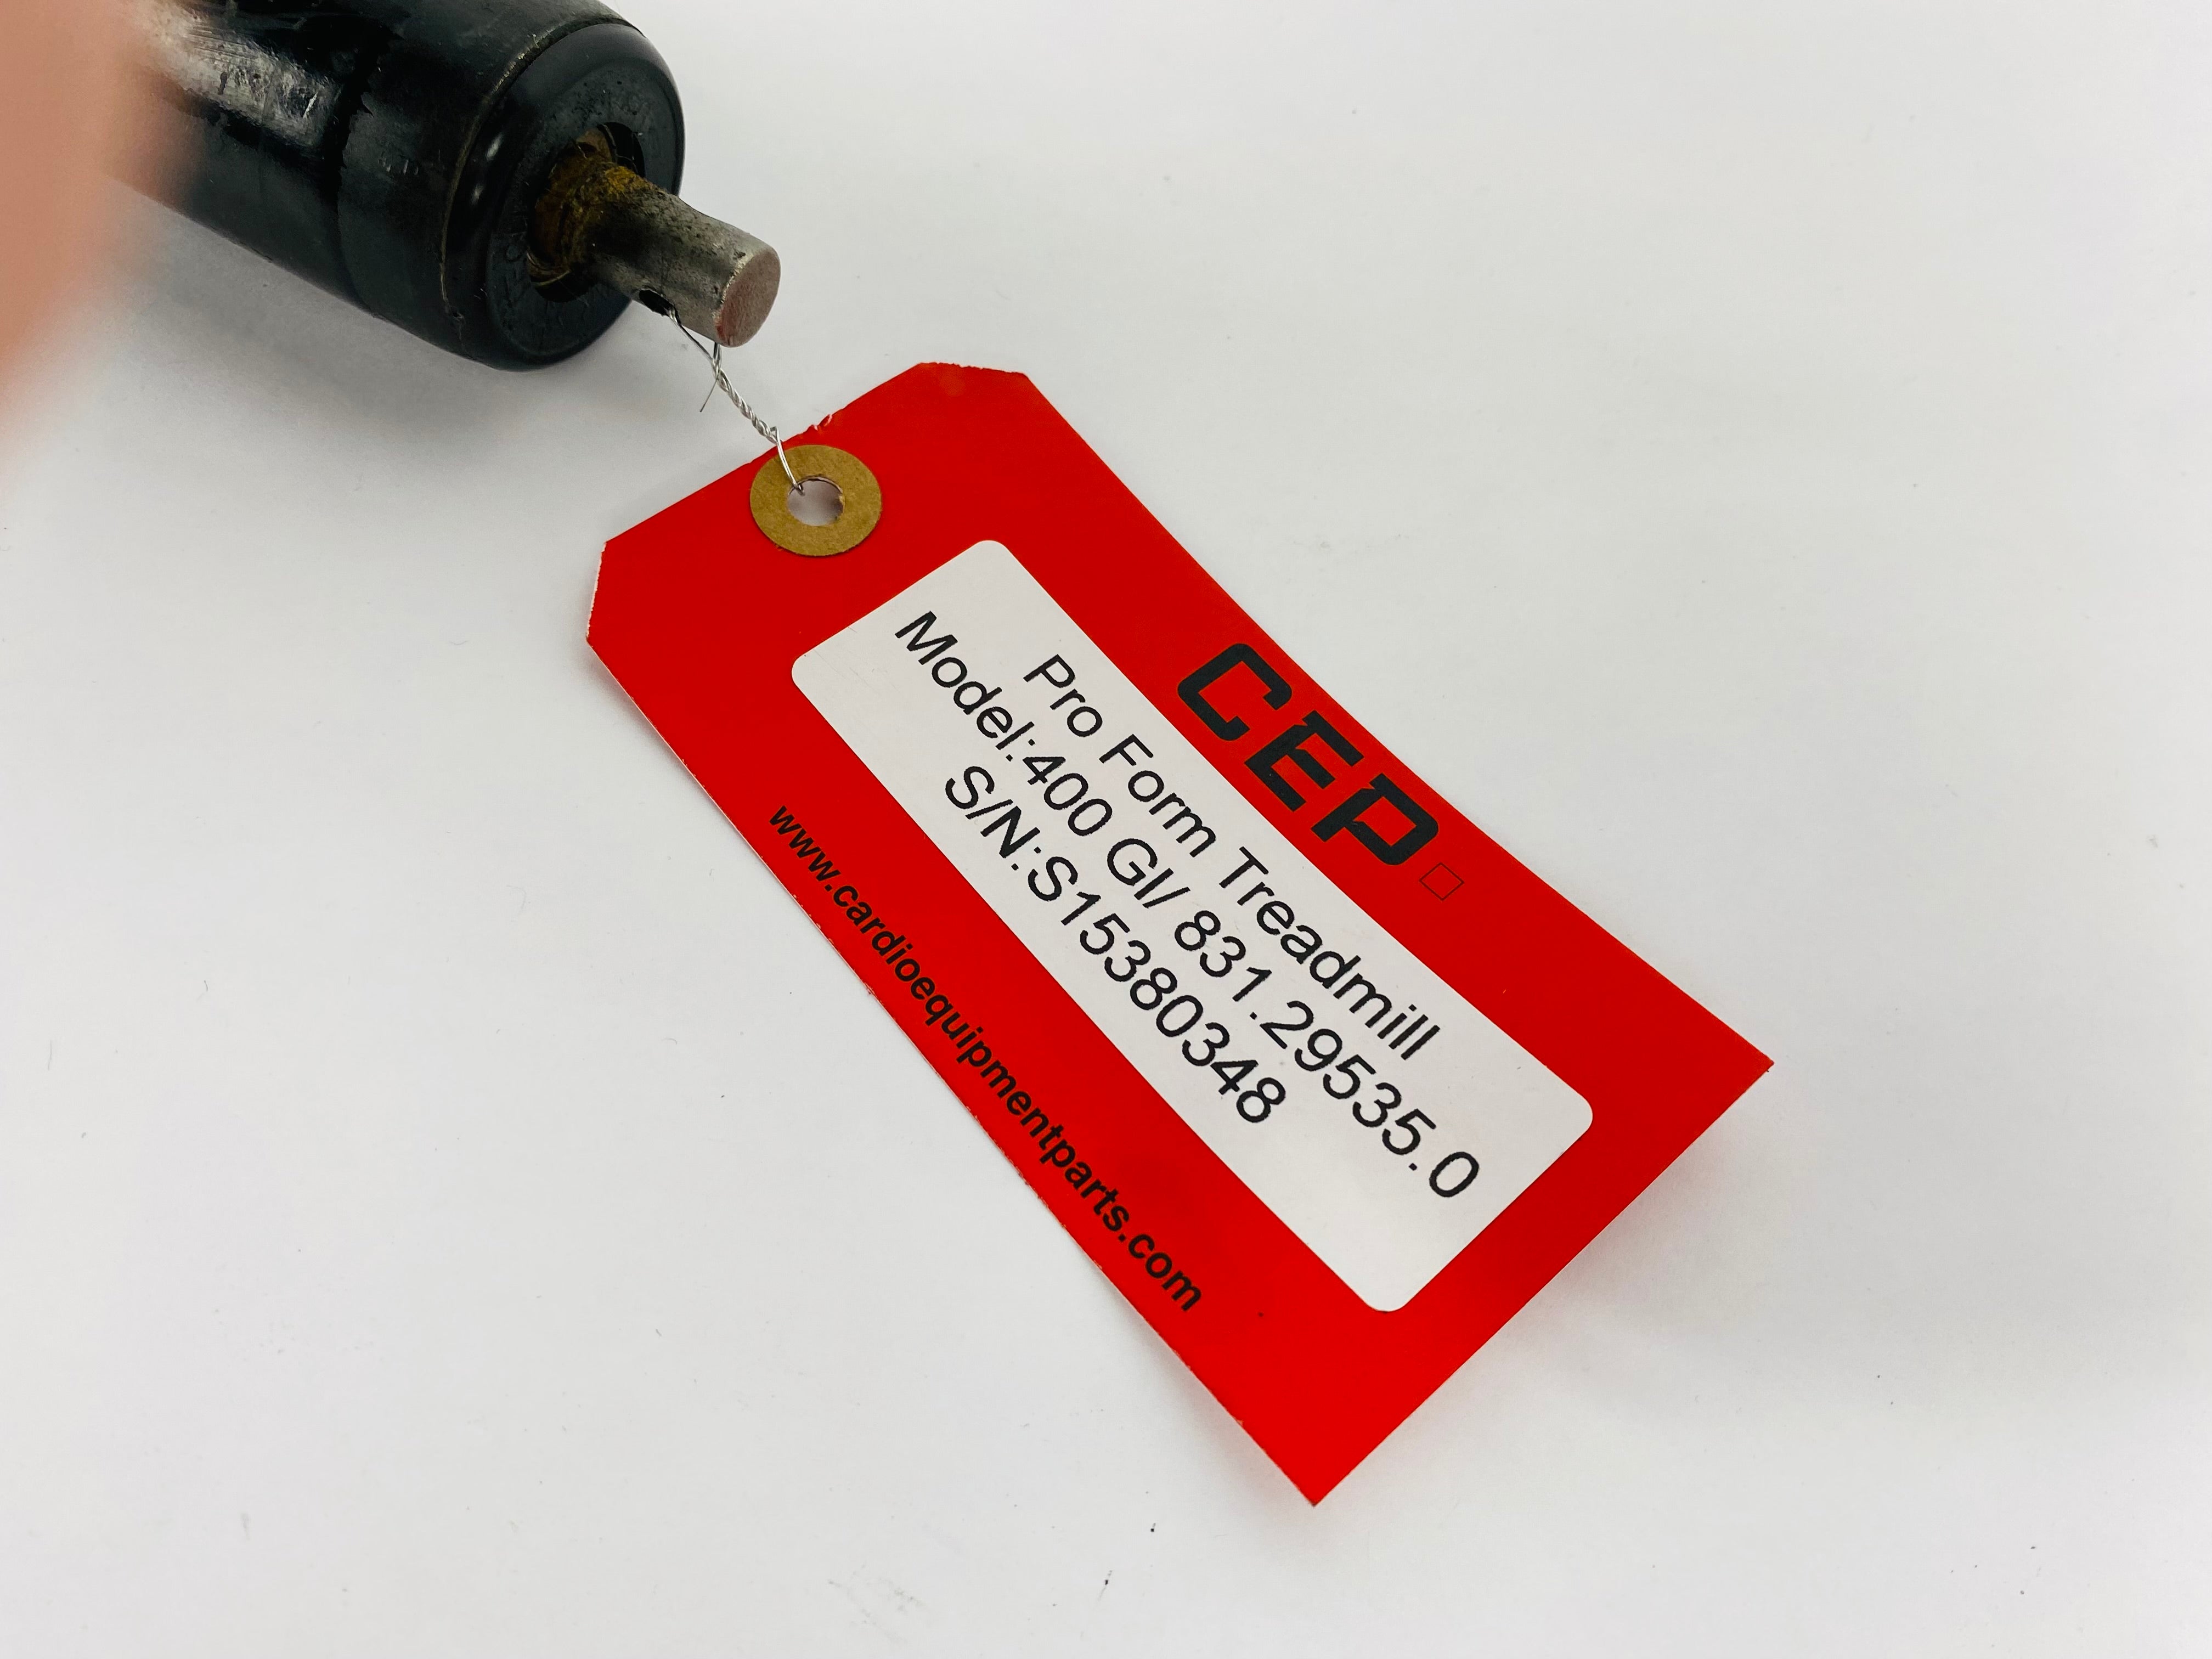 CEP
Pro Form Treadmill
Model:400 GI/ 831.29535.0
S/N:S15380348
www.cardioequipmentparts.com